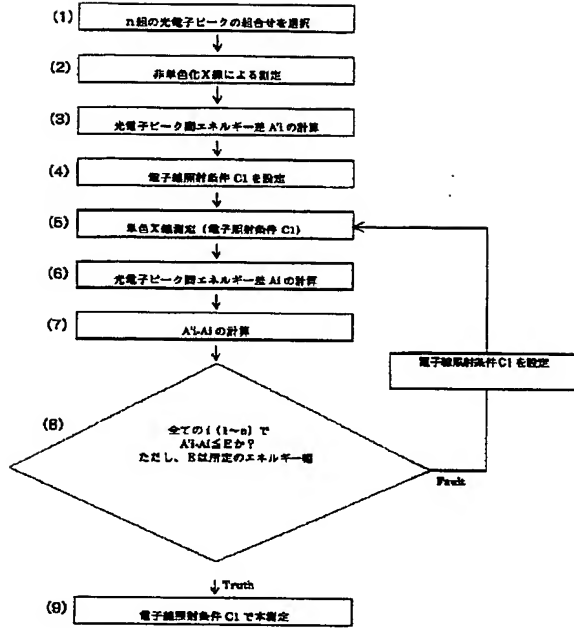 (1)
n組の光電子ピークの組合せを選択
(2)
非単色化X線による測定
(3)
光電子ピーク間エネルギー差 A'i の計算
(4)
電子線照射条件 C1 を設定
(5)
単色X線測定 (電子照射条件 C1)
(6)
光電子ピーク間エネルギー差 Ai の計算
(7)
A'i-Ai の計算
電子線照射条件 C1 を設定
(8)
全ての i (1~n) で
A'i-Ai≦E か?
ただし、Eは所定のエネルギー幅
Fault
Truth
(9)
電子線照射条件 C1 で本測定